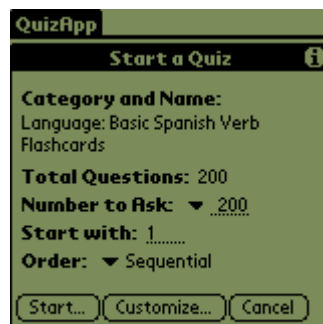 QuizApp
Start a Quiz
Category and Name:
Language: Basic Spanish Verb
Flashcards
Total Questions: 200
Number to Ask: 200
Start with: 1
Order: Sequential
Start... Customize... Cancel